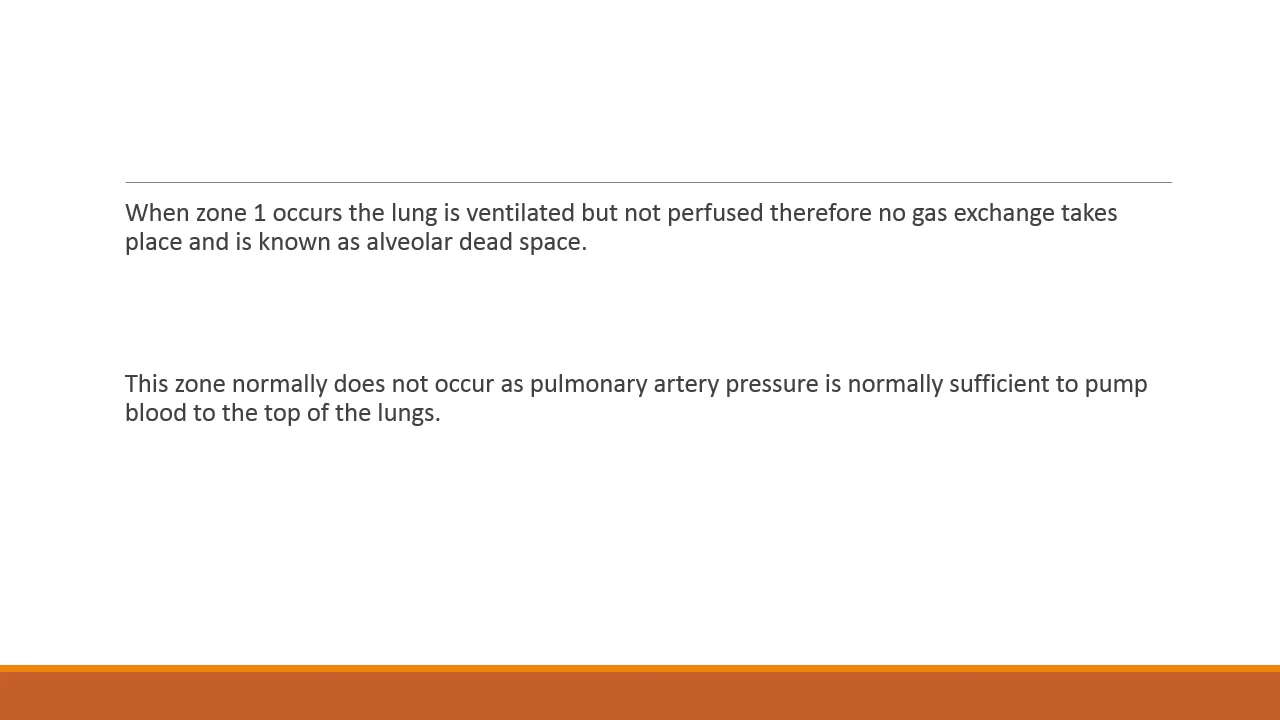 When zone 1 occurs the lung is ventilated but not perfused therefore no gas exchange takes
place and is known as alveolar dead space.
This zone normally does not occur as pulmonary artery pressure is normally sufficient to pump
blood to the top of the lungs.